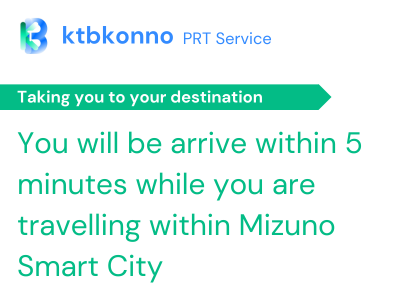 ktbkonno PRT Service
Taking you to your destination
You will be arrive within 5
minutes while you are
travelling within Mizuno
Smart City